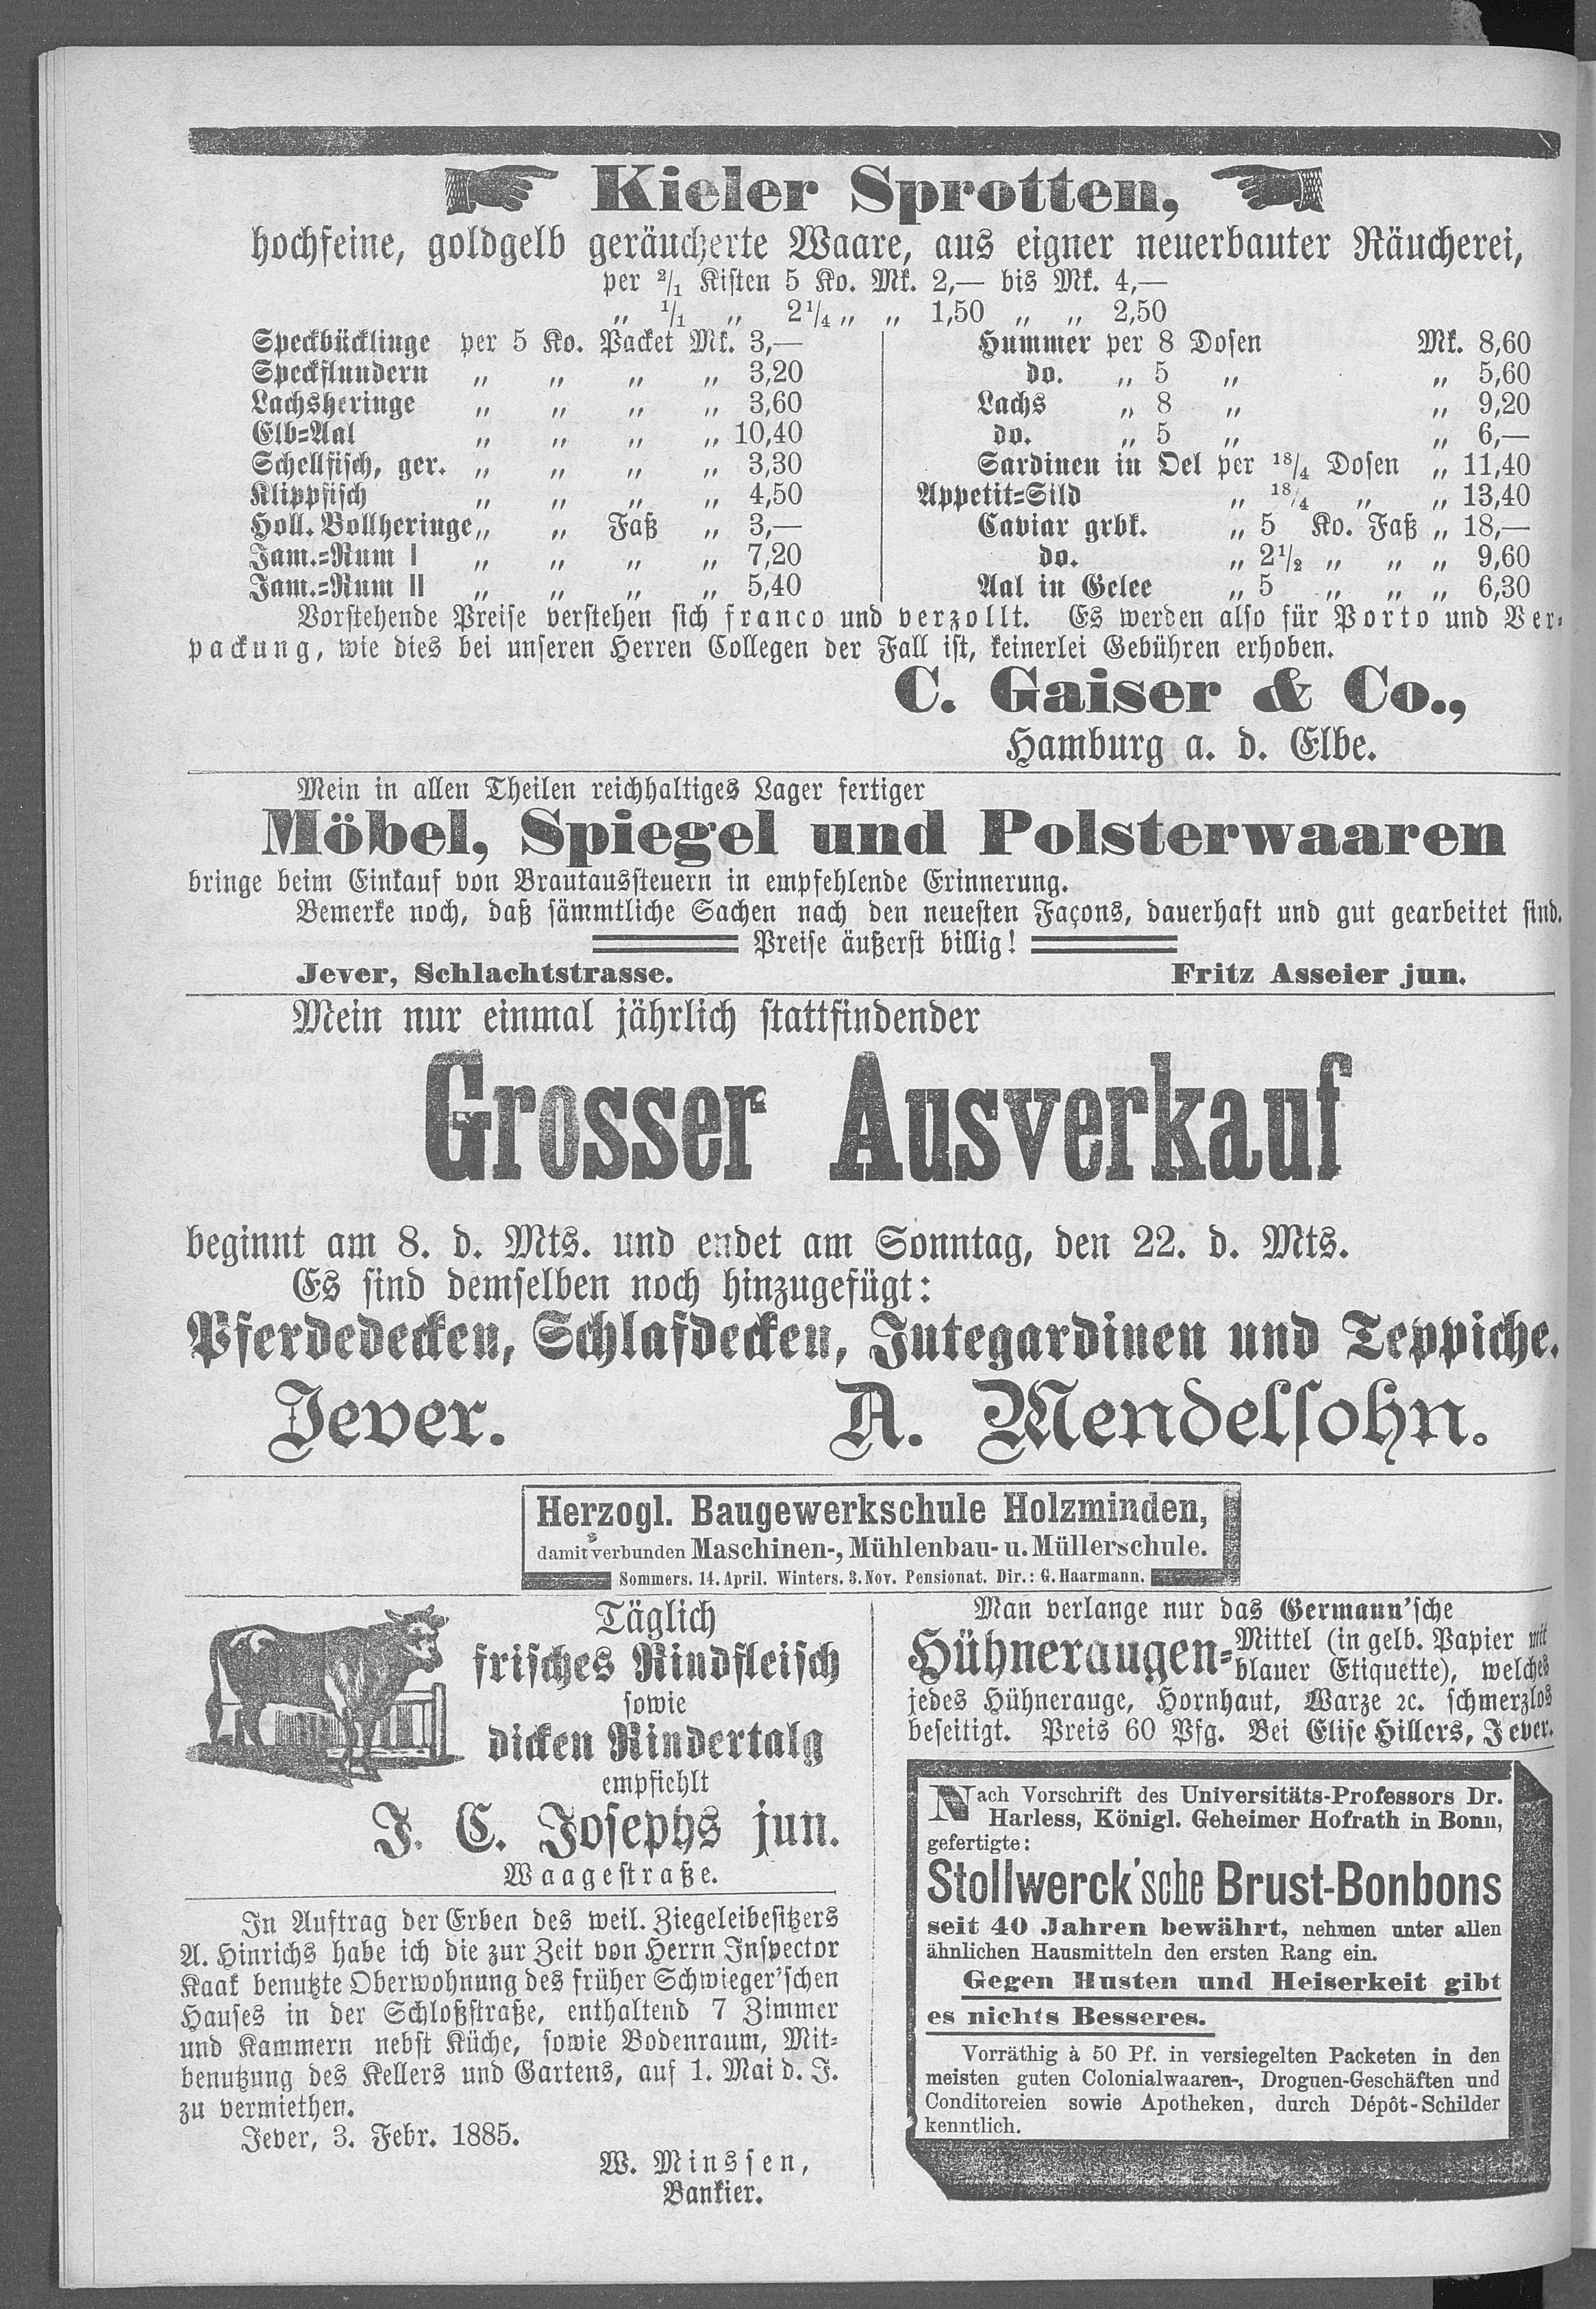 Kieler Sprotten,
hochfeine, goldgelb geräucherte Waare, aus eigner neuerbauter Räucherei,
per 2/1 Kisten 5 Ko. Mk. 2,— bis Mk. 4,—
„ 1/1 „ 2 1/4 „ „ 1,50 „ „ 2,50
Speckbücklinge per 5 Ko. Packet Mk. 3,—
Speckflundern „ „ „ „ 3,20
Lachsheringe „ „ „ „ 3,60
Elb=Aal „ „ „ „ 10,40
Schellfisch, ger. „ „ „ „ 3,30
Klippfisch „ „ „ „ 4,50
Holl. Vollheringe „ „ Faß „ 3,—
Jam.=Rum I „ „ „ „ 7,20
Jam.=Rum II „ „ „ „ 5,40
Hummer per 8 Dosen Mk. 8,60
do. „ 5 „ „ 5,60
Lachs „ 8 „ „ 9,20
do. „ 5 „ „ 6,—
Sardinen in Oel per 18/4 Dosen „ 11,40
Appetit=Sild „ 18/4 „ „ 13,40
Caviar grbk. „ 5 Ko. Faß „ 18,—
do. „ 2 1/2 „ „ „ 9,60
Aal in Gelee „ 5 „ „ „ 6,30
Vorstehende Preise verstehen sich franco und verzollt. Es werden also für Porto und Ver=
packung, wie dies bei unseren Herren Collegen der Fall ist, keinerlei Gebühren erhoben.
C. Gaiser & Co.,
Hamburg a. d. Elbe.
Mein in allen Theilen reichhaltiges Lager fertiger
Möbel, Spiegel und Polsterwaaren
bringe beim Einkauf von Brautaussteuern in empfehlende Erinnerung.
Bemerke noch, daß sämmtliche Sachen nach den neuesten Façons, dauerhaft und gut gearbeitet sind.
Preise äußerst billig!
Jever, Schlachtstrasse. Fritz Asseier jun.
Mein nur einmal jährlich stattfindender
Grosser Ausverkauf
beginnt am 8. d. Mts. und endet am Sonntag, den 22. d. Mts.
Es sind demselben noch hinzugefügt:
Pferdedecken, Schlafdecken, Jutegardinen und Teppiche.
Jever. A. Mendelssohn.
Herzogl. Baugewerkschule Holzminden,
damit verbunden Maschinen-, Mühlenbau- u. Müllerschule.
Sommers. 14. April. Winters. 3. Nov. Pensionat. Dir.: G. Haarmann.
Täglich
frisches Rindfleisch
sowie
dicken Rindertalg
empfiehlt
J. C. Josephs jun.
Waagestraße.
In Auftrag der Erben des weil. Ziegeleibesitzers
A. Hinrichs habe ich die zur Zeit von Herrn Inspector
Kaak benutzte Oberwohnung des früher Schwieger'schen
Hauses in der Schloßstraße, enthaltend 7 Zimmer
und Kammern nebst Küche, sowie Bodenraum, Mit=
benutzung des Kellers und Gartens, auf 1. Mai d. J.
zu vermiethen.
Jever, 3. Febr. 1885.
W. Minssen,
Bankier.
Man verlange nur das Germann'sche
Hühneraugen= Mittel (in gelb. Papier mit
blauer Etiquette), welches
jedes Hühnerauge, Hornhaut, Warze ꝛc. schmerzlos
beseitigt. Preis 60 Pfg. Bei Elise Hillers, Jever.
Nach Vorschrift des Universitäts-Professors Dr.
Harless, Königl. Geheimer Hofrath in Bonn,
gefertigte:
Stollwerck'sche Brust-Bonbons
seit 40 Jahren bewährt, nehmen unter allen
ähnlichen Hausmitteln den ersten Rang ein.
Gegen Husten und Heiserkeit gibt
es nichts Besseres.
Vorräthig à 50 Pf. in versiegelten Packeten in den
meisten guten Colonialwaaren-, Droguen-Geschäften und
Conditoreien sowie Apotheken, durch Dépôt-Schilder
kenntlich.